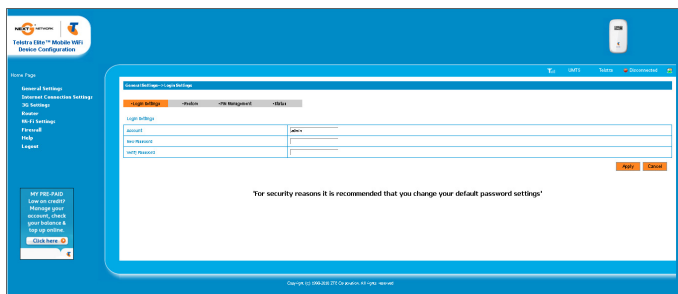 NEXT G NETWORK
Telstra Elite™ Mobile WiFi
Device Configuration
UMTS Telstra Disconnected
Home Page
General Settings
Internet Connection Settings
3G Settings
Router
Wi-Fi Settings
Firewall
Help
Logout
General Settings-->Login Settings
•Login Settings •Restore •PIN Management •Status
Login Settings
Account admin
New Password
Verify Password
Apply Cancel
'For security reasons it is recommended that you change your default password settings'
MY PRE-PAID
Low on credit?
Manage your
account, check
your balance &
top up online.
Click here
Copyright (c) 1998-2010 ZTE Corporation. All rights reserved